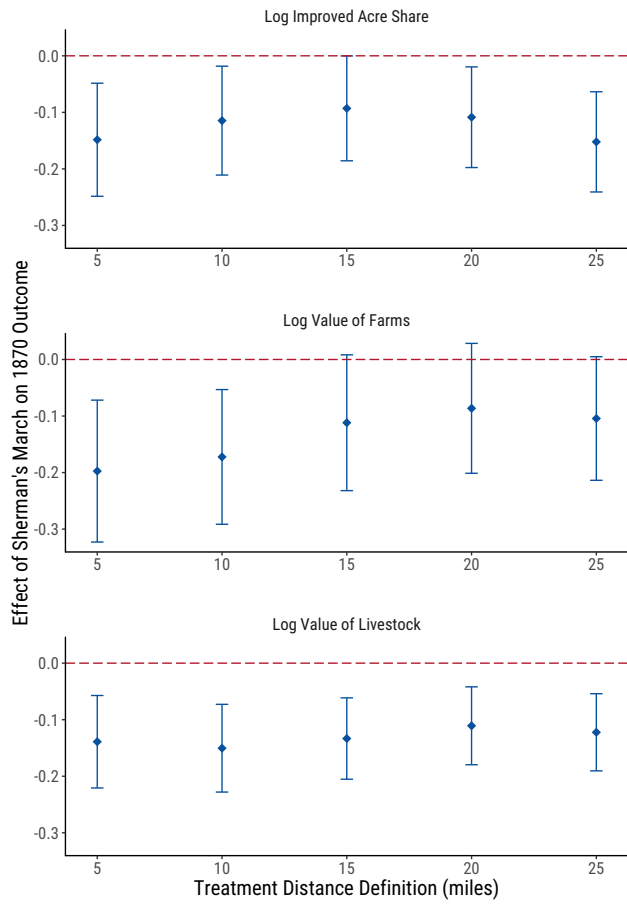 Log Improved Acre Share
0.0
-0.1
-0.2
-0.3
5 10 15 20 25
Log Value of Farms
0.0
-0.1
-0.2
-0.3
5 10 15 20 25
Log Value of Livestock
0.0
-0.1
-0.2
-0.3
5 10 15 20 25
Effect of Sherman's March on 1870 Outcome
Treatment Distance Definition (miles)